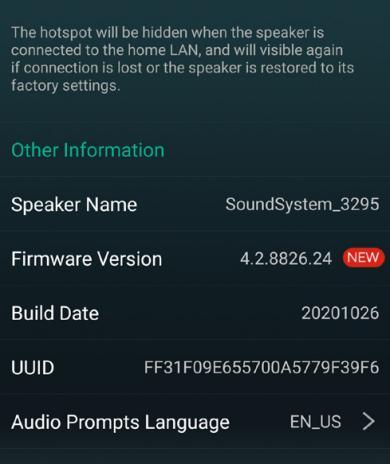 The hotspot will be hidden when the speaker is
connected to the home LAN, and will visible again
if connection is lost or the speaker is restored to its
factory settings.
Other Information
Speaker Name SoundSystem_3295
Firmware Version 4.2.8826.24 NEW
Build Date 20201026
UUID FF31F09E655700A5779F39F6
Audio Prompts Language EN_US >